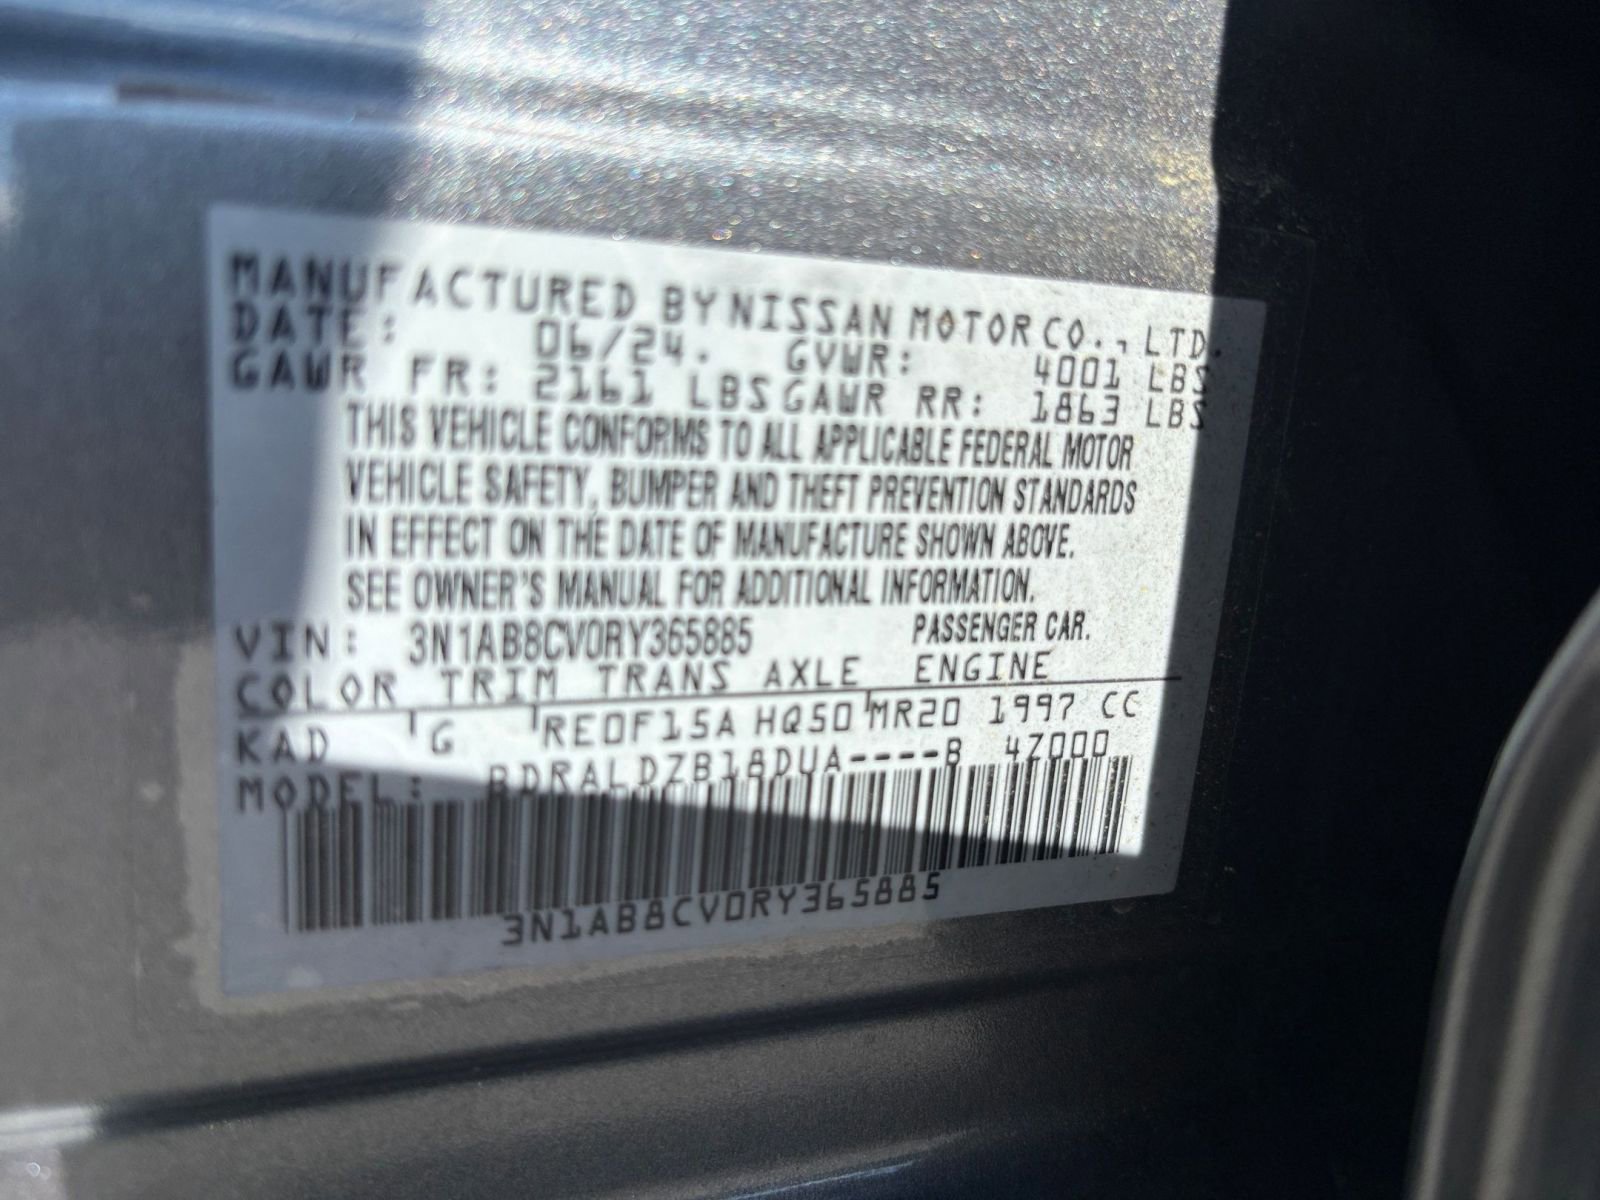 MANUFACTURED BY NISSAN MOTOR CO., LTD.
DATE: 06/24. GVWR: 4001 LBS
GAWR FR: 2161 LBS GAWR RR: 1863 LBS
THIS VEHICLE CONFORMS TO ALL APPLICABLE FEDERAL MOTOR
VEHICLE SAFETY, BUMPER AND THEFT PREVENTION STANDARDS
IN EFFECT ON THE DATE OF MANUFACTURE SHOWN ABOVE.
SEE OWNER'S MANUAL FOR ADDITIONAL INFORMATION.
VIN: 3N1AB8CV0RY365885 PASSENGER CAR.
COLOR TRIM TRANS AXLE ENGINE
KAD G RE0F15A HQ50 MR20 1997 CC
MODEL: BDRALDZB18DUA----B 4Z000
3N1AB8CV0RY365885